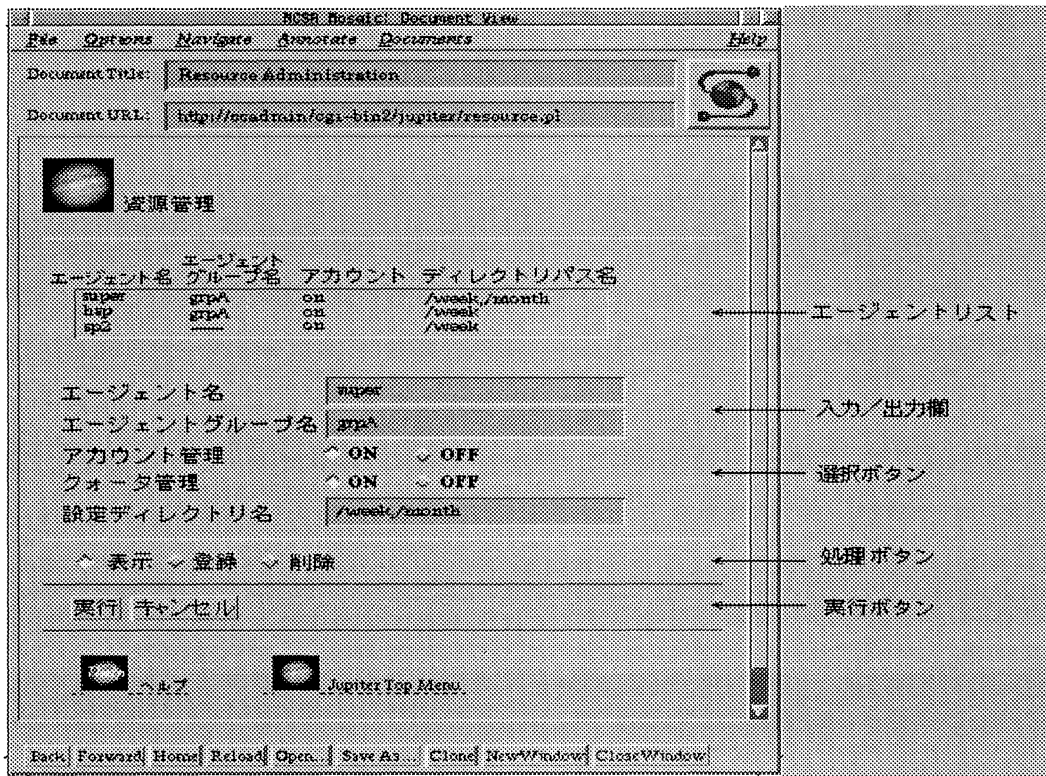 NCSA Mosaic: Document View
File Options Navigate Annotate Documents Help
Document Title: Resource Administration
Document URL: http://ccadmin/cgi-bin2/jupiter/resource.pl
資源管理
エージェント名 エージェントグループ名 アカウント ディレクトリパス名
super grpA on /week,/month
hsp grpA on /week
sp2 ------ on /week
エージェントリスト
エージェント名 super
エージェントグループ名 grpA
入力/出力欄
アカウント管理 ON OFF
クォータ管理 ON OFF
選択ボタン
設定ディレクトリ名 /week,/month
表示 登録 削除
処理ボタン
実行 キャンセル
実行ボタン
ヘルプ Jupiter Top Menu
Back Forward Home Reload Open... Save As... Clone New Window Close Window